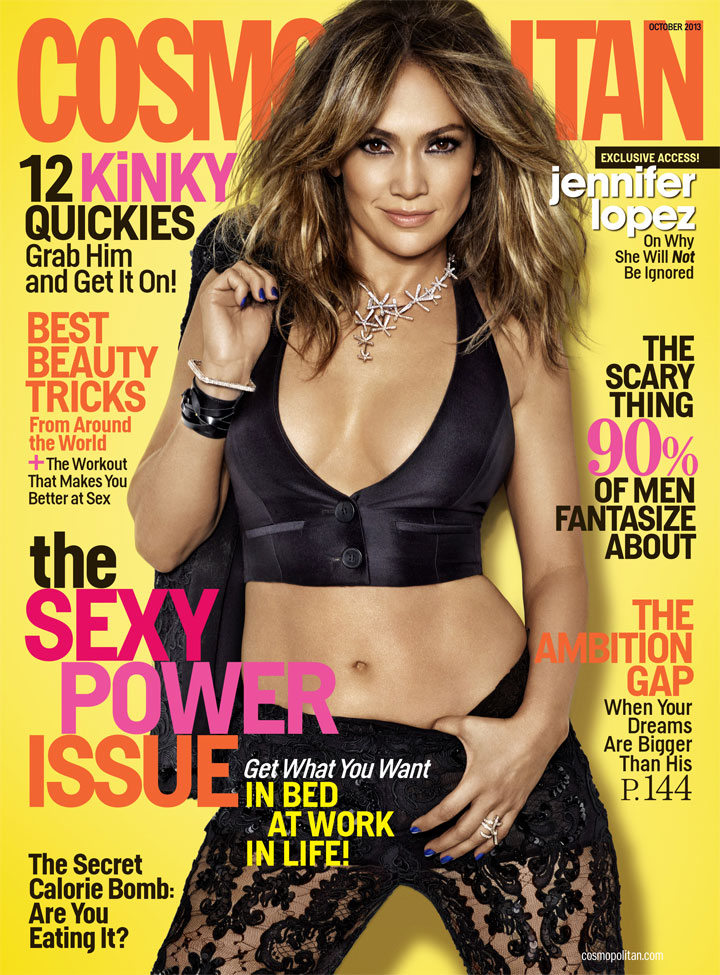 COSMOPOLITAN
OCTOBER 2013
12 KiNKY
QUICKIES
Grab Him
and Get It On!
EXCLUSIVE ACCESS!
jennifer
lopez
On Why
She Will Not
Be Ignored
BEST
BEAUTY
TRICKS
From Around
the World
+ The Workout
That Makes You
Better at Sex
THE
SCARY
THING
90%
OF MEN
FANTASIZE
ABOUT
the
SEXY
POWER
ISSUE
Get What You Want
IN BED
AT WORK
IN LIFE!
THE
AMBITION
GAP
When Your
Dreams
Are Bigger
Than His
P.144
The Secret
Calorie Bomb:
Are You
Eating It?
cosmopolitan.com